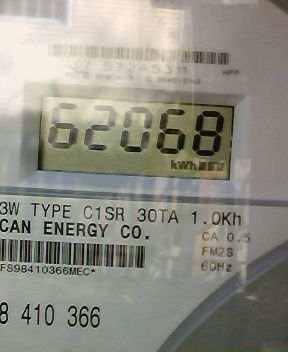 62068
kWh
3W TYPE C1SR 30TA 1.0Kh
CAN ENERGY CO.
CA 0.5
FM2S
60Hz
FS98410366MEC*
8 410 366